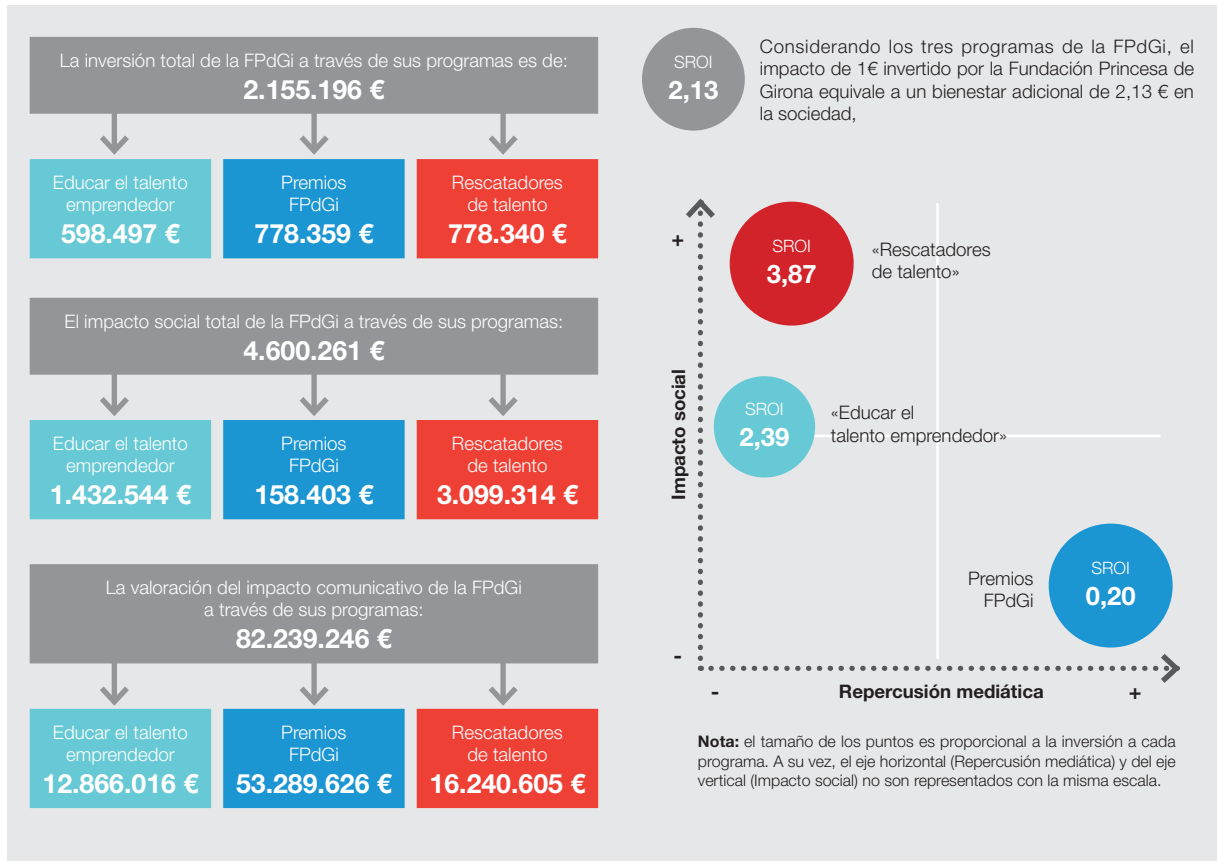 La inversión total de la FPdGi a través de sus programas es de:
2.155.196 €
Educar el talento
emprendedor
598.497 €
Premios
FPdGi
778.359 €
Rescatadores
de talento
778.340 €
El impacto social total de la FPdGi a través de sus programas:
4.600.261 €
Educar el talento
emprendedor
1.432.544 €
Premios
FPdGi
158.403 €
Rescatadores
de talento
3.099.314 €
La valoración del impacto comunicativo de la FPdGi
a través de sus programas:
82.239.246 €
Educar el talento
emprendedor
12.866.016 €
Premios
FPdGi
53.289.626 €
Rescatadores
de talento
16.240.605 €
SROI
2,13
Considerando los tres programas de la FPdGi, el
impacto de 1€ invertido por la Fundación Princesa de
Girona equivale a un bienestar adicional de 2,13 € en
la sociedad,
+
Impacto social
-
SROI
3,87
«Rescatadores
de talento»
SROI
2,39
«Educar el
talento emprendedor»
Premios
FPdGi
SROI
0,20
-
Repercusión mediática
+
Nota: el tamaño de los puntos es proporcional a la inversión a cada
programa. A su vez, el eje horizontal (Repercusión mediática) y del eje
vertical (Impacto social) no son representados con la misma escala.